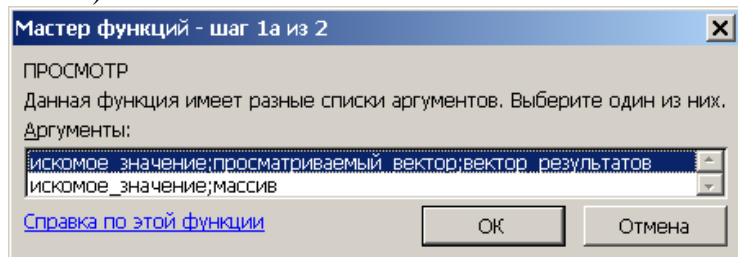 Мастер функций - шаг 1a из 2
ПРОСМОТР
Данная функция имеет разные списки аргументов. Выберите один из них.
Аргументы:
искомое_значение;просматриваемый_вектор;вектор_результатов
искомое_значение;массив
Справка по этой функции
ОК
Отмена